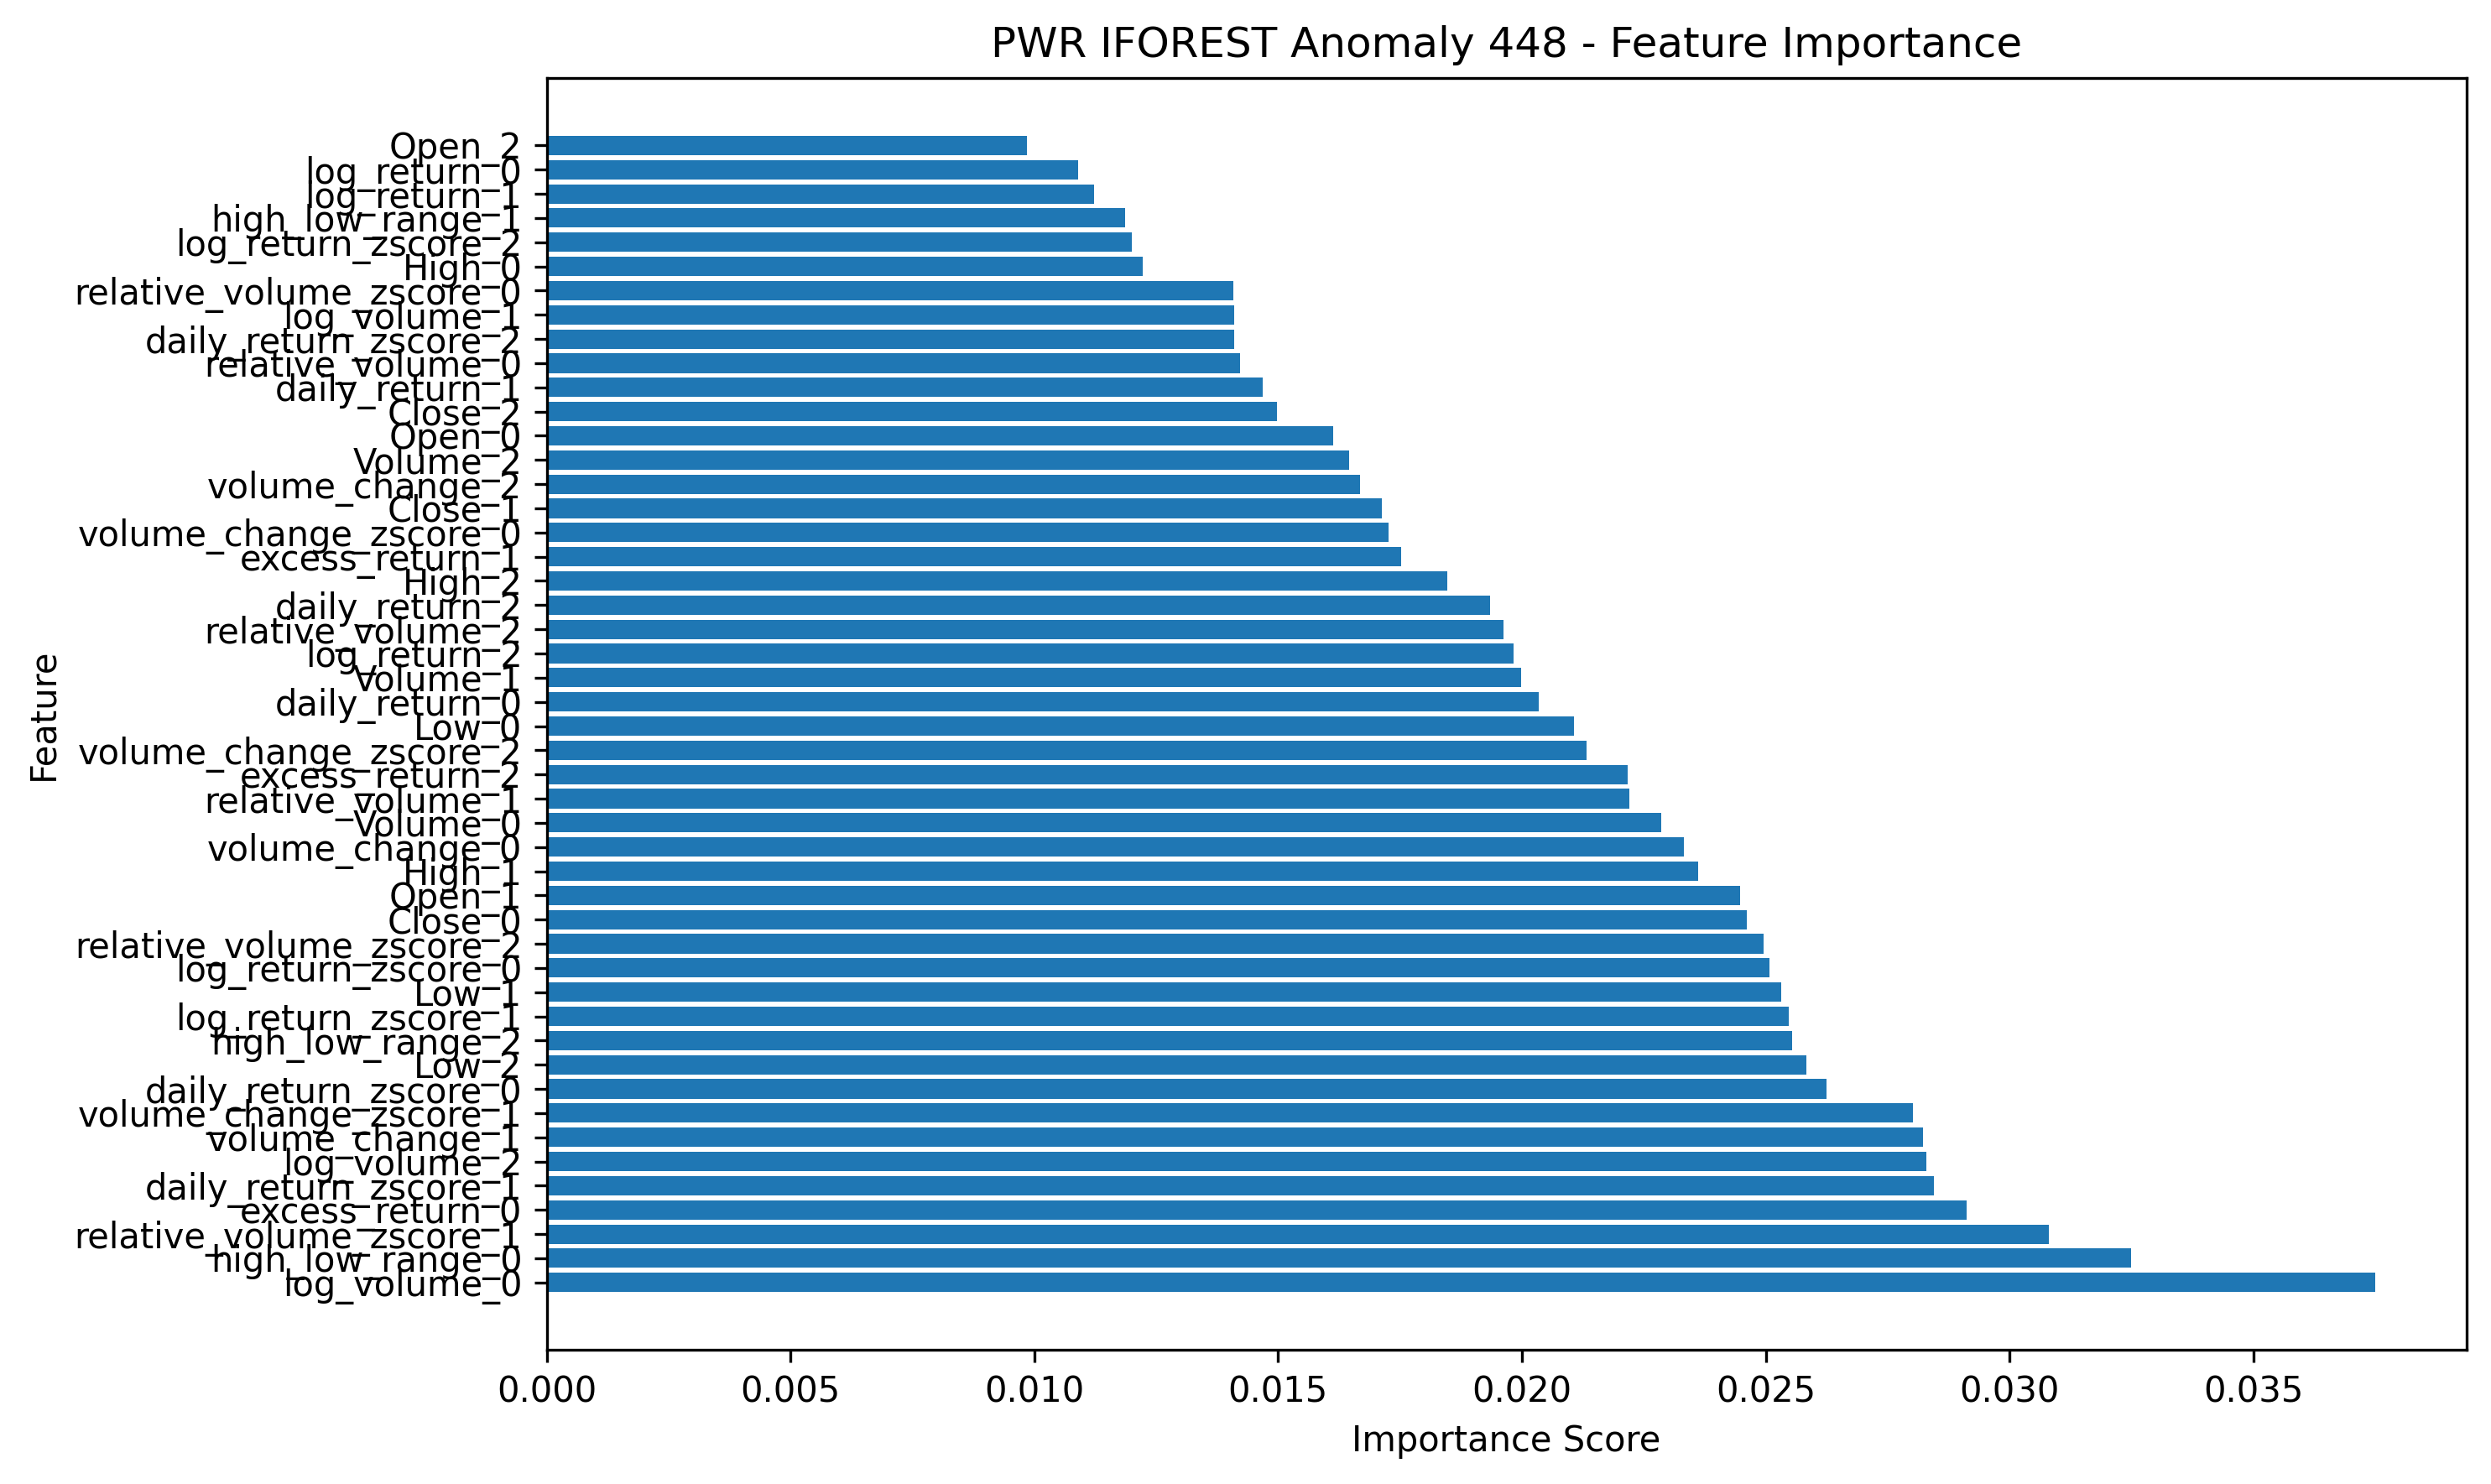 PWR IFOREST Anomaly 448 - Feature Importance
Open_2
log_return_0
log_return_1
high_low_range_1
log_return_zscore_2
High_0
relative_volume_zscore_0
log_volume_1
daily_return_zscore_2
relative_volume_0
daily_return_1
Close_2
Open_0
Volume_2
volume_change_2
Close_1
volume_change_zscore_0
excess_return_1
High_2
daily_return_2
relative_volume_2
log_return_2
Volume_1
daily_return_0
Low_0
volume_change_zscore_2
excess_return_2
relative_volume_1
Volume_0
volume_change_0
High_1
Open_1
Close_0
relative_volume_zscore_2
log_return_zscore_0
Low_1
log_return_zscore_1
high_low_range_2
Low_2
daily_return_zscore_0
volume_change_zscore_1
volume_change_1
log_volume_2
daily_return_zscore_1
excess_return_0
relative_volume_zscore_1
high_low_range_0
log_volume_0
Feature
0.000 0.005 0.010 0.015 0.020 0.025 0.030 0.035
Importance Score